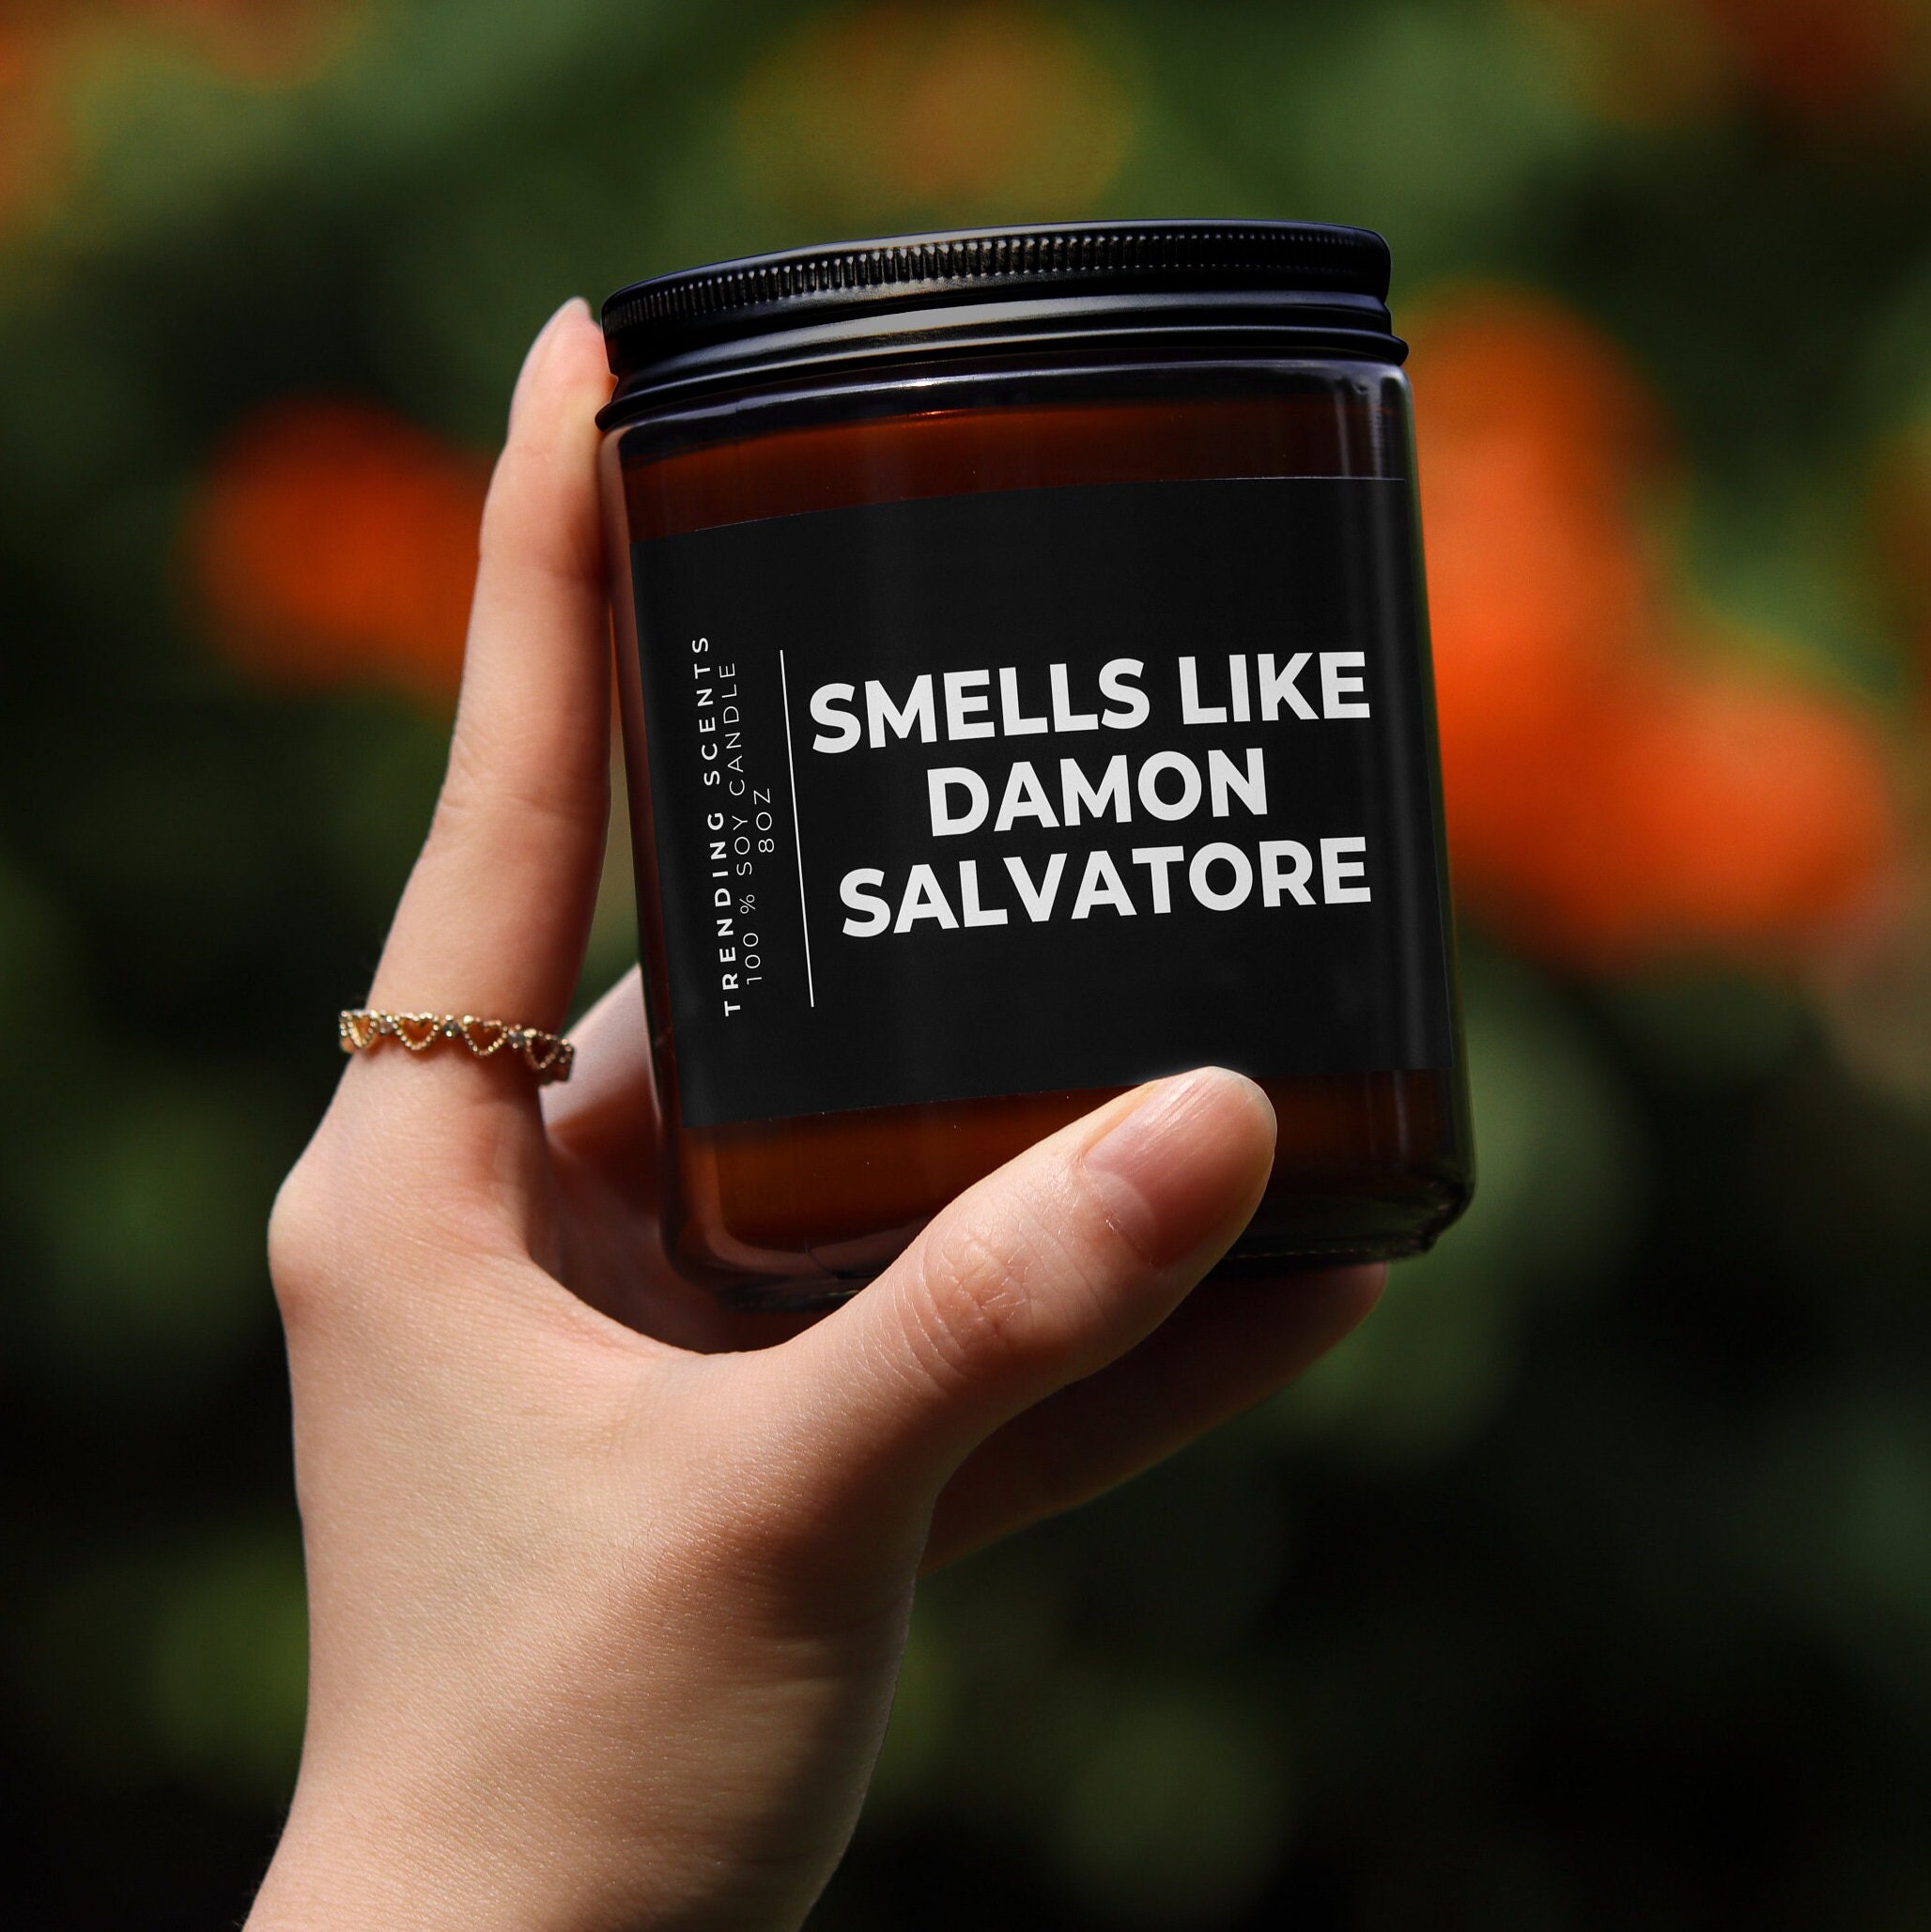 TRENDING SCENTS
100 % SOY CANDLE
8OZ
SMELLS LIKE
DAMON
SALVATORE